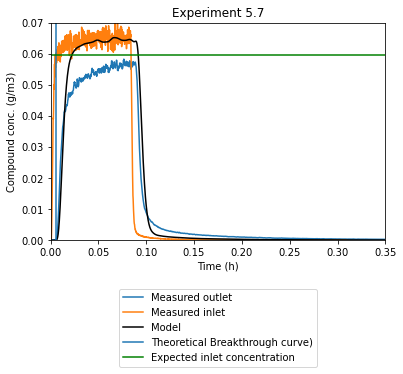 Experiment 5.7
Compound conc. (g/m3)
0.07
0.06
0.05
0.04
0.03
0.02
0.01
0.00
0.00 0.05 0.10 0.15 0.20 0.25 0.30 0.35
Time (h)
Measured outlet
Measured inlet
Model
Theoretical Breakthrough curve)
Expected inlet concentration